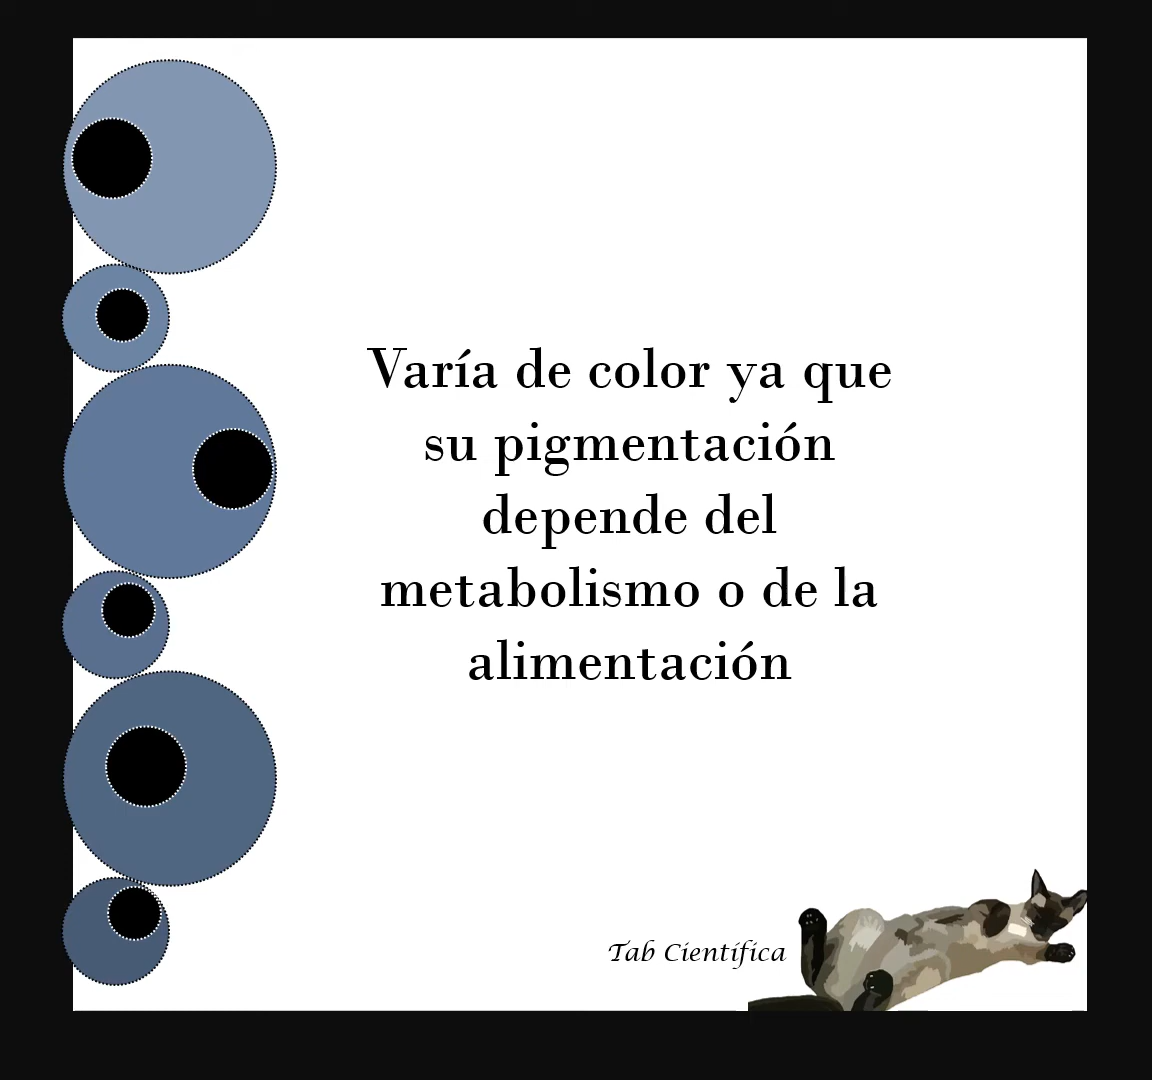 Varía de color ya que
su pigmentación
depende del
metabolismo o de la
alimentación
Tab Científica